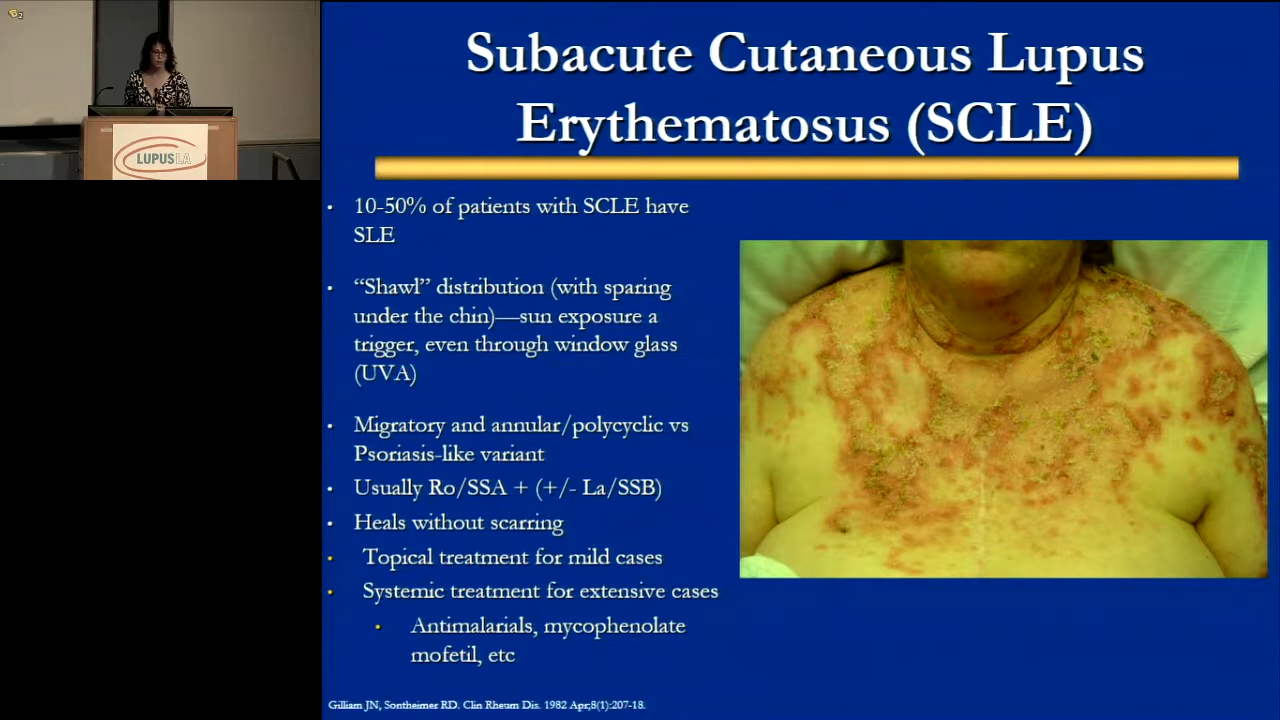 Subacute Cutaneous Lupus
Erythematosus (SCLE)
LUPUSLA
• 10-50% of patients with SCLE have
SLE
• “Shawl” distribution (with sparing
under the chin)—sun exposure a
trigger, even through window glass
(UVA)
• Migratory and annular/polycyclic vs
Psoriasis-like variant
• Usually Ro/SSA + (+/- La/SSB)
• Heals without scarring
• Topical treatment for mild cases
• Systemic treatment for extensive cases
• Antimalarials, mycophenolate
mofetil, etc
Gilliam JN, Sontheimer RD. Clin Rheum Dis. 1982 Apr;8(1):207-18.